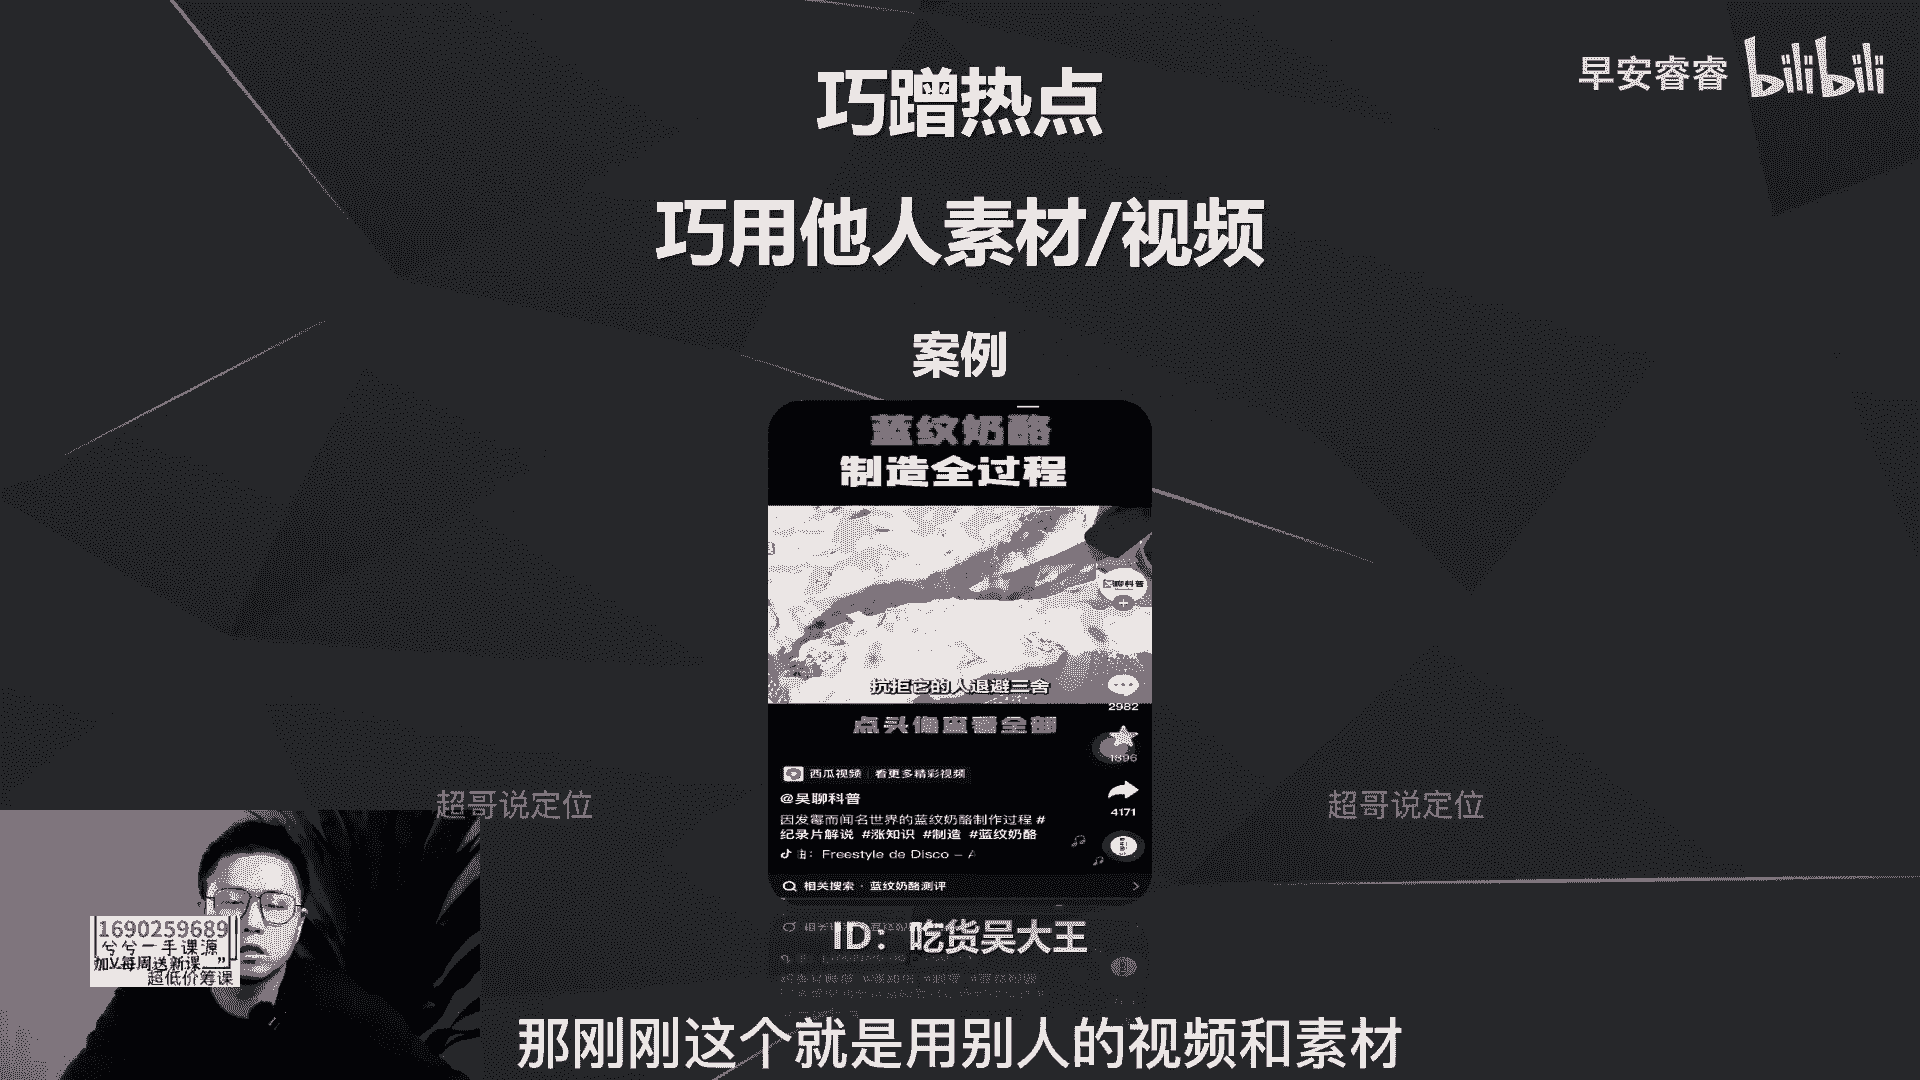 巧蹭热点
早安睿睿 bilibili
巧用他人素材/视频
案例
蓝纹奶酪
制造全过程
聊科普
抗拒它的人退避三舍
2982
点头像查看全部
1896
西瓜视频 | 看更多精彩视频
@吴聊科普
4171
因发霉而闻名世界的蓝纹奶酪制作过程 #
纪录片解说 #涨知识 #制造 #蓝纹奶酪
Freestyle de Disco – A
相关搜索 · 蓝纹奶酪测评
超哥说定位
超哥说定位
1690259689
兮兮一手课源
加V每周送新课
超低价筹课
ID：吃货吴大王
那刚刚这个就是用别人的视频和素材